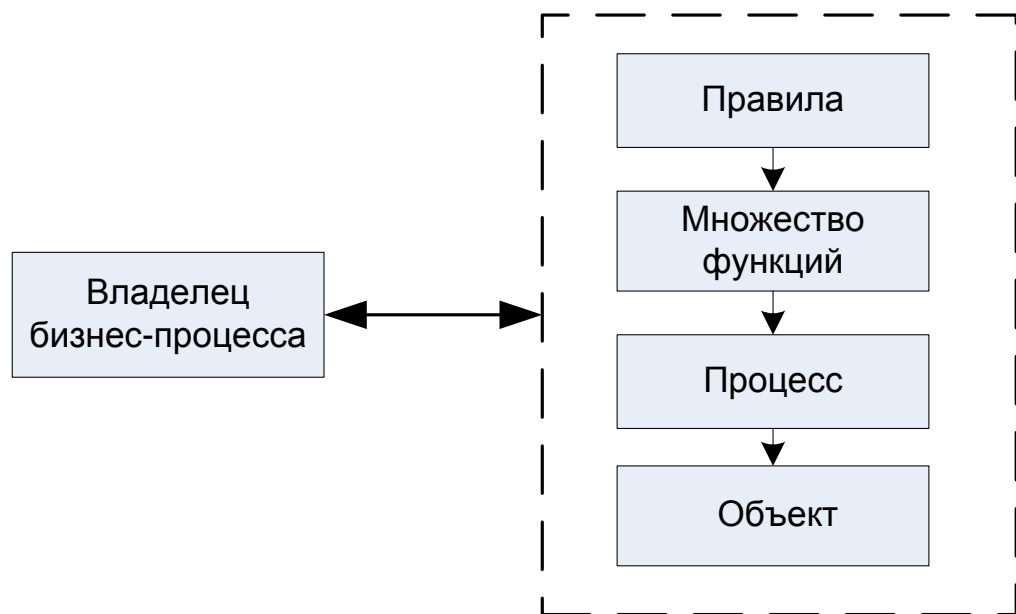 Владелец
бизнес-процесса
Правила
Множество
функций
Процесс
Объект